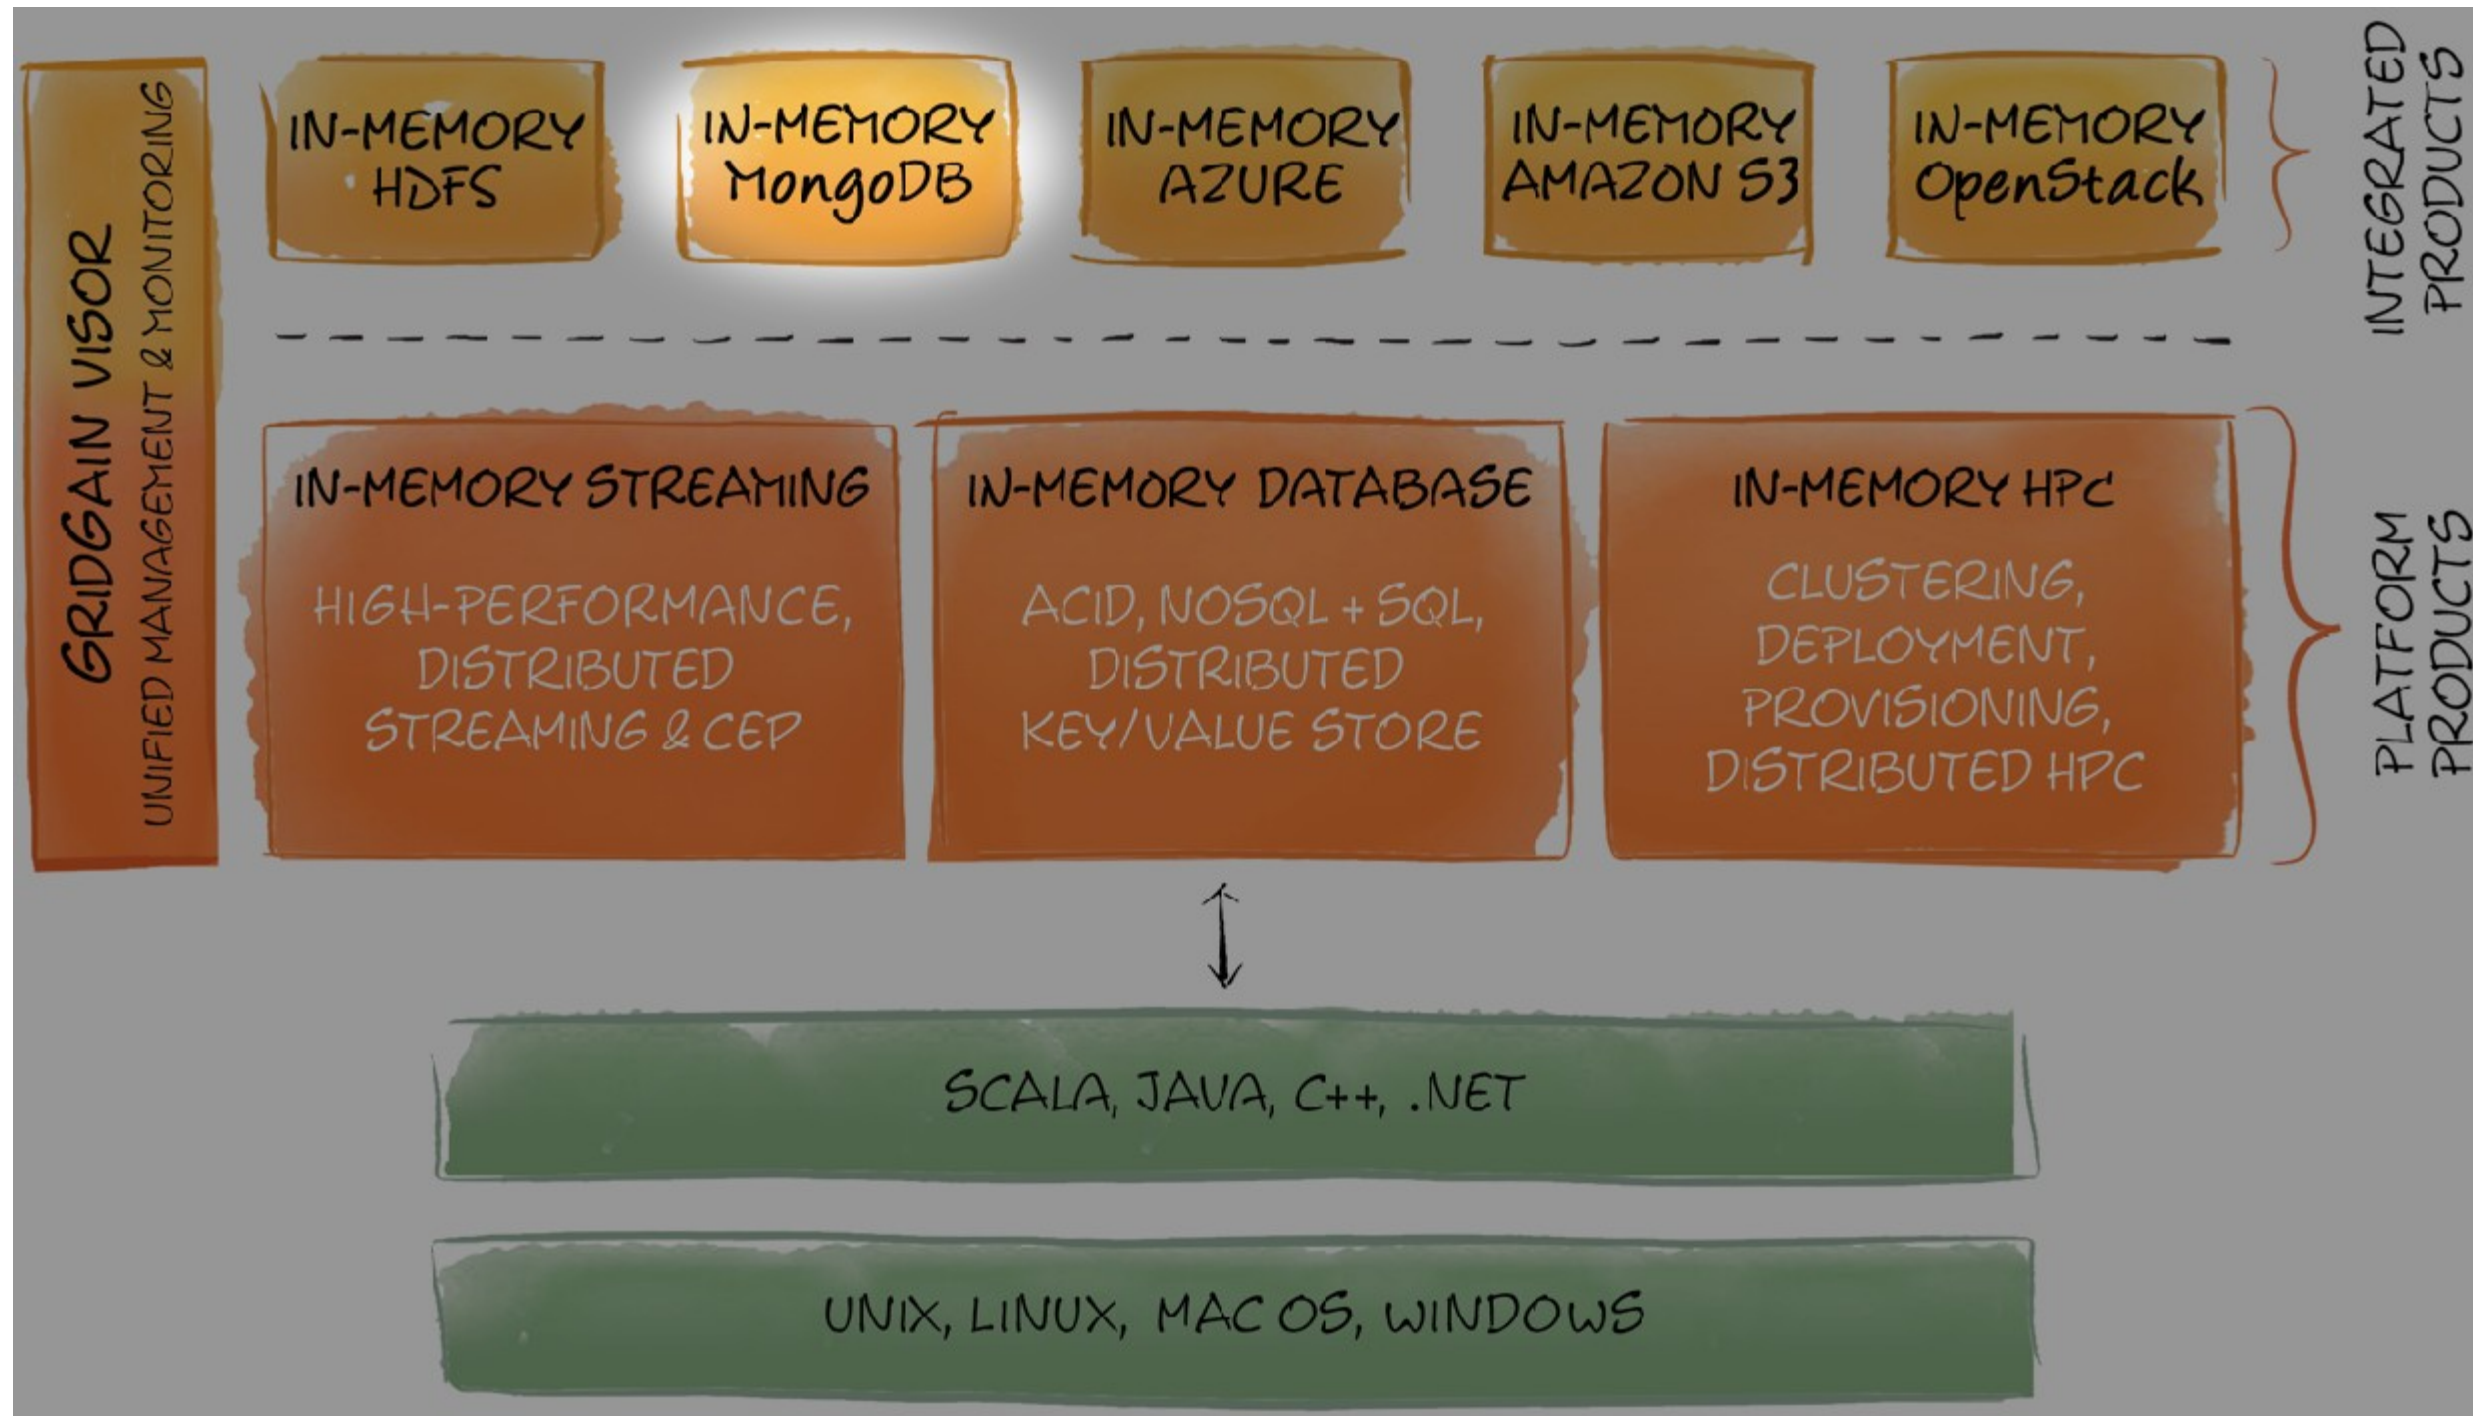 GRIDGAIN VISOR
UNIFIED MANAGEMENT & MONITORING
IN-MEMORY
HDFS
IN-MEMORY
MongoDB
IN-MEMORY
AZURE
IN-MEMORY
AMAZON S3
IN-MEMORY
OpenStack
INTEGRATED
PRODUCTS
IN-MEMORY STREAMING
HIGH-PERFORMANCE,
DISTRIBUTED
STREAMING & CEP
IN-MEMORY DATABASE
ACID, NOSQL + SQL,
DISTRIBUTED
KEY/VALUE STORE
IN-MEMORY HPC
CLUSTERING,
DEPLOYMENT,
PROVISIONING,
DISTRIBUTED HPC
PLATFORM
PRODUCTS
SCALA, JAVA, C++, .NET
UNIX, LINUX, MAC OS, WINDOWS